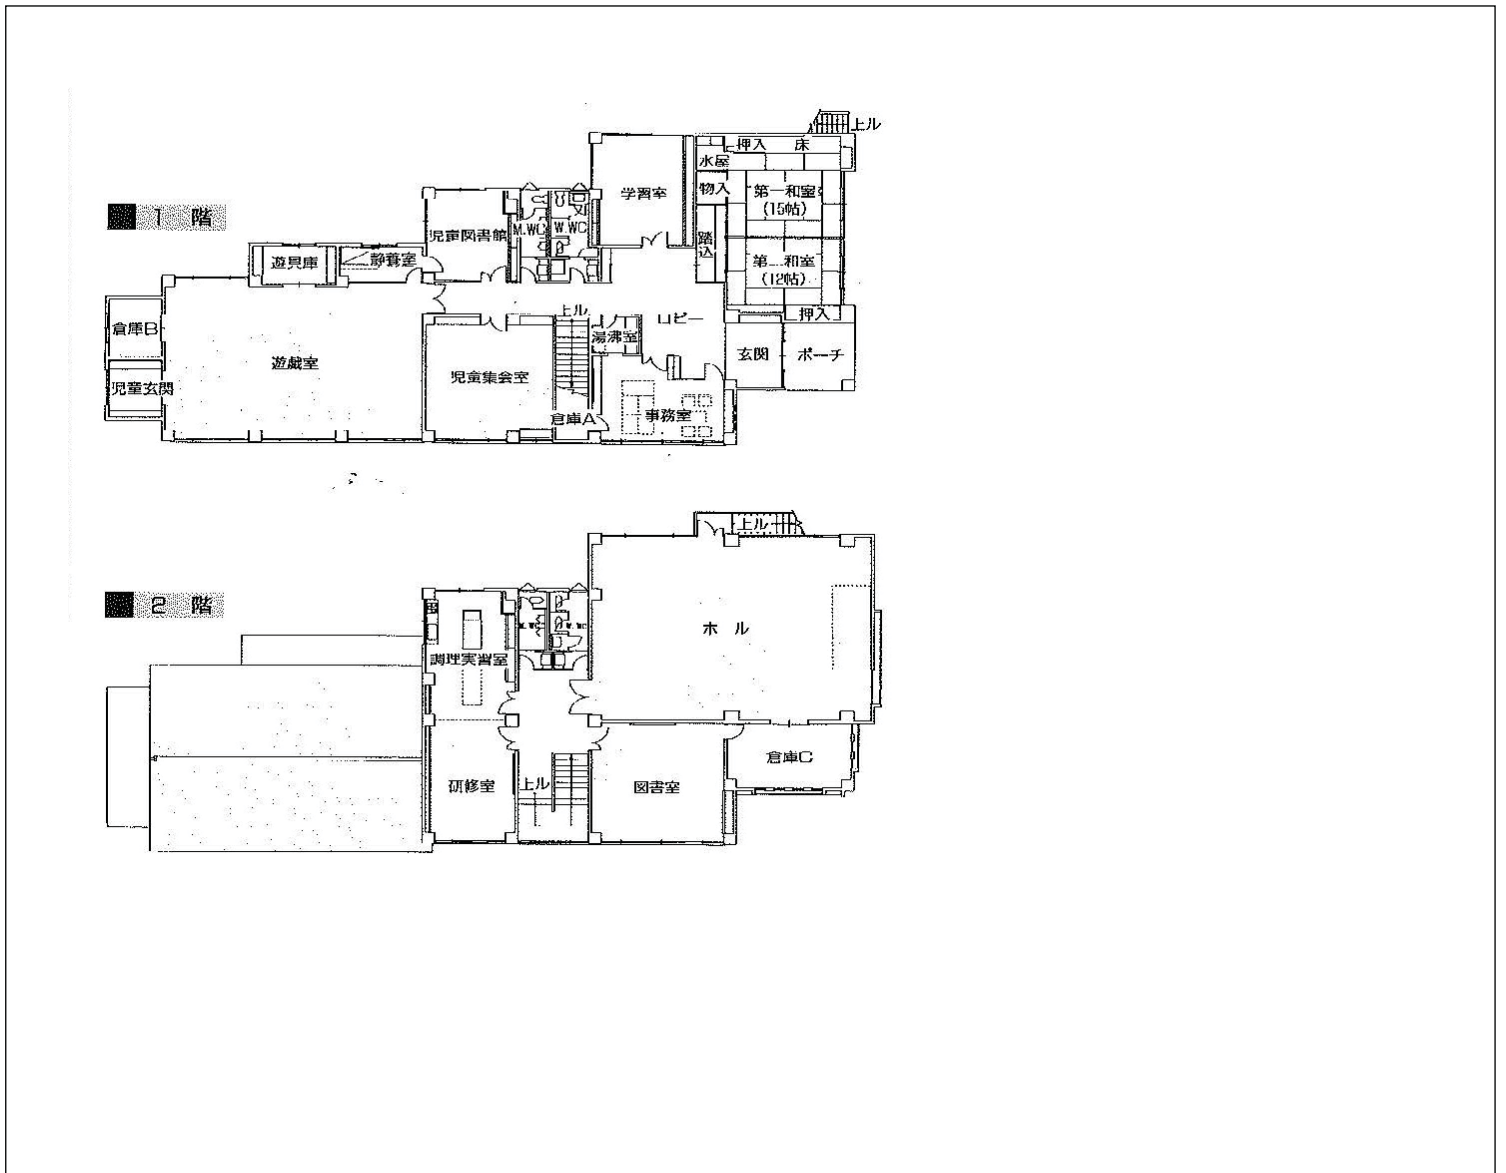 上ル
押入 床
水屋
学習室
物入
第一和室
(15帖)
1 階
児童図書館
M.WC
W.WC
踏込
遊具庫
静養室
第二和室
(12帖)
上ル
ロビー
押入
倉庫B
湯沸室
遊戯室
玄関
ポーチ
児童集会室
児童玄関
倉庫A
事務室
上ル
2 階
M.WC
W.WC
ホール
調理実習室
倉庫C
研修室
上ル
図書室